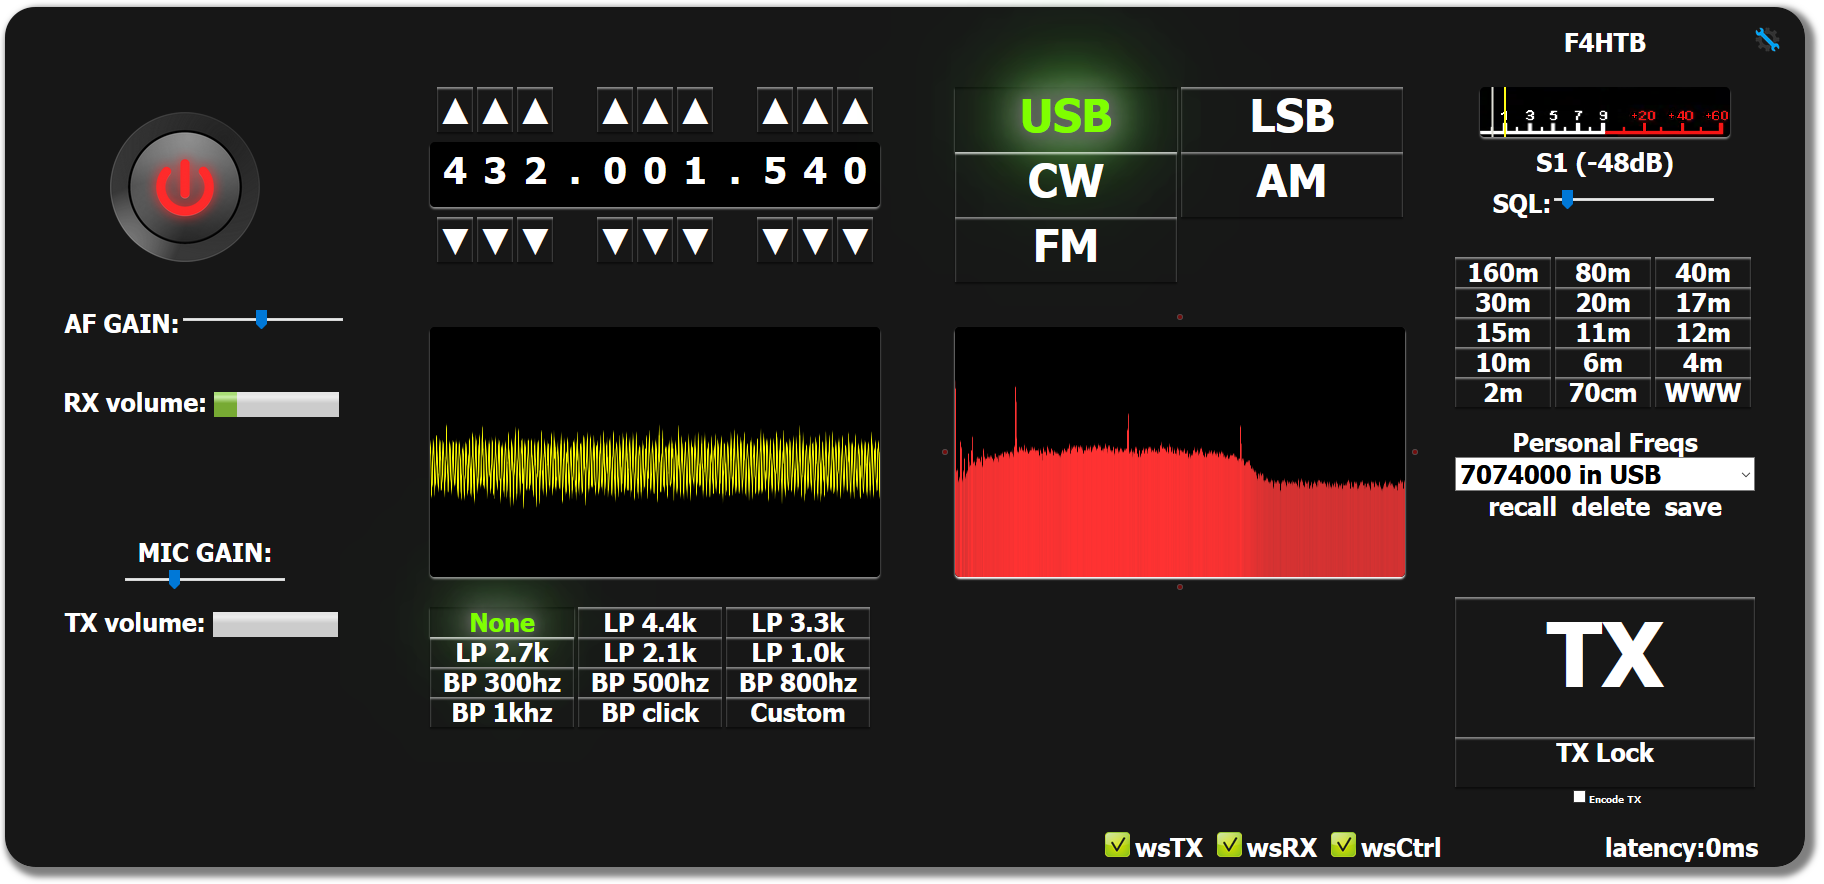 F4HTB
432.001.540
USB LSB
CW AM
FM
1 3 5 7 9 +20 +40 +60
S1 (-48dB)
SQL:
AF GAIN:
RX volume:
MIC GAIN:
TX volume:
None LP 4.4k LP 3.3k
LP 2.7k LP 2.1k LP 1.0k
BP 300hz BP 500hz BP 800hz
BP 1khz BP click Custom
160m 80m 40m
30m 20m 17m
15m 11m 12m
10m 6m 4m
2m 70cm WWW
Personal Freqs
7074000 in USB
recall delete save
TX
TX Lock
Encode TX
wsTX wsRX wsCtrl latency:0ms